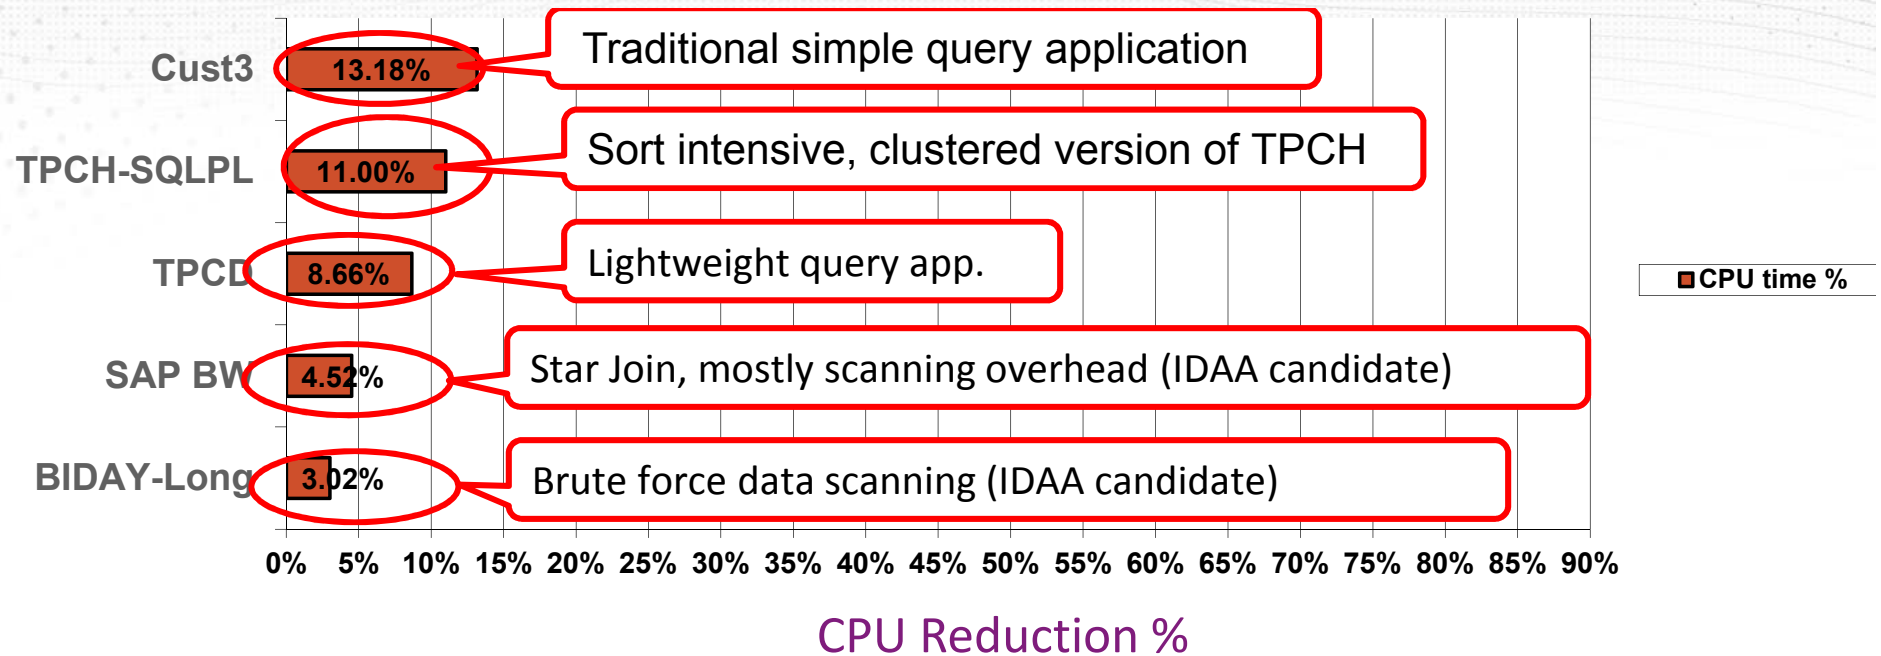 Cust3
13.18%
Traditional simple query application
TPCH-SQLPL
11.00%
Sort intensive, clustered version of TPCH
TPCD
8.66%
Lightweight query app.
CPU time %
SAP BW
4.52%
Star Join, mostly scanning overhead (IDAA candidate)
BIDAY-Long
3.02%
Brute force data scanning (IDAA candidate)
0% 5% 10% 15% 20% 25% 30% 35% 40% 45% 50% 55% 60% 65% 70% 75% 80% 85% 90%
CPU Reduction %